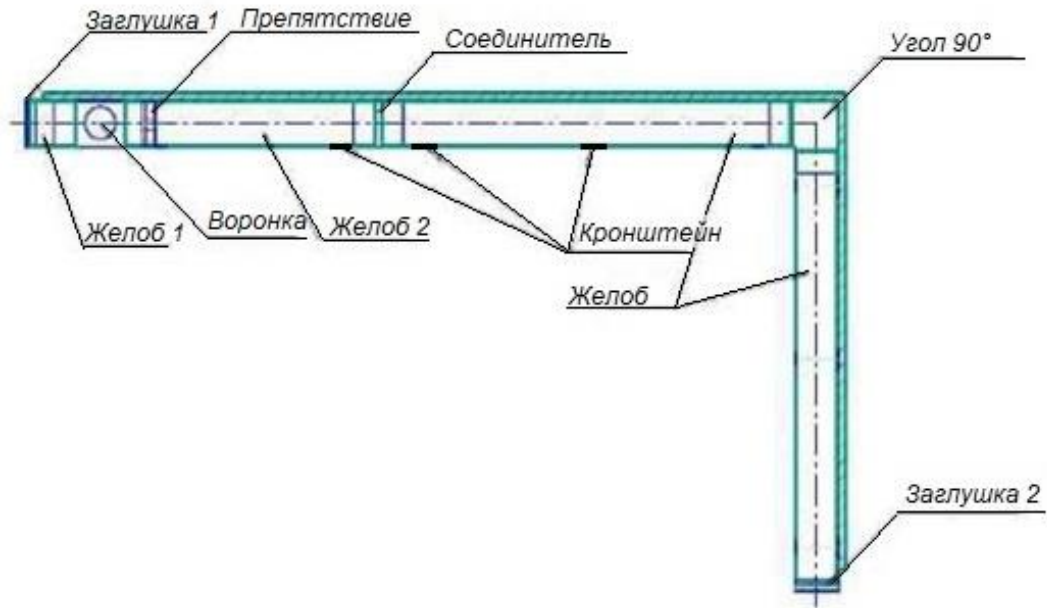 Заглушка 1
Препятствие
Соединитель
Угол 90°
Желоб 1
Воронка
Желоб 2
Кронштейн
Желоб
Заглушка 2